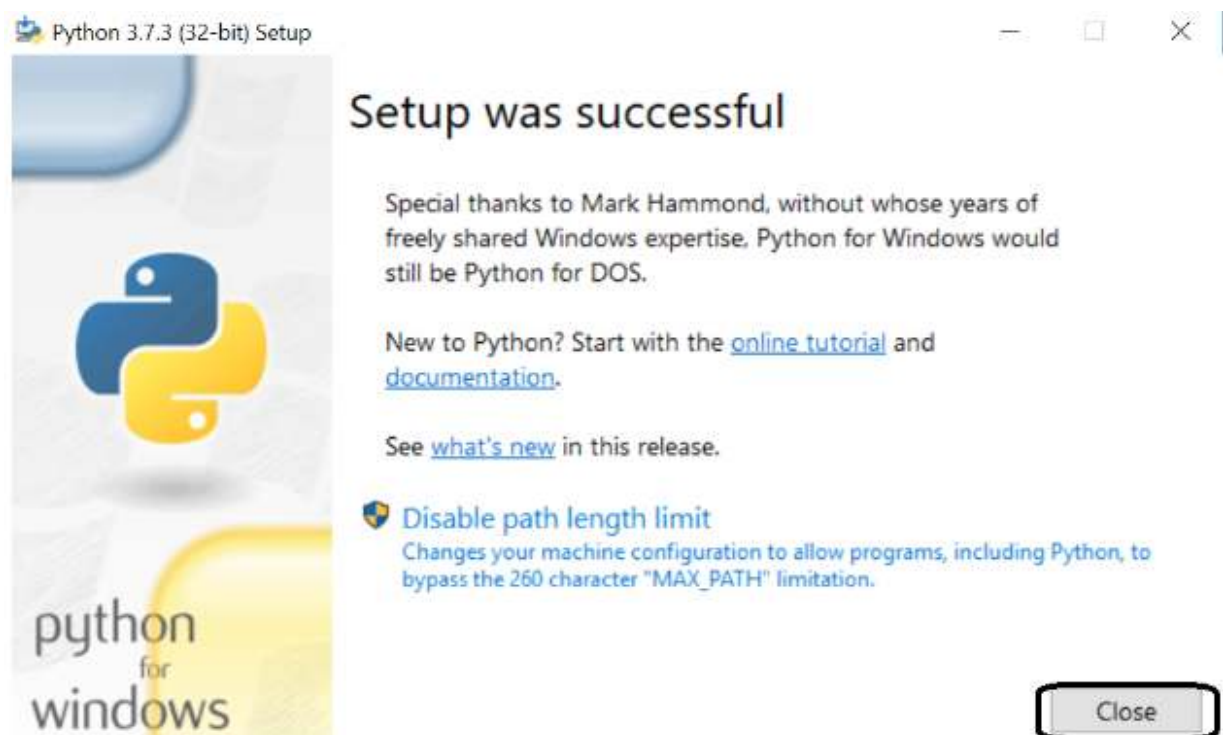 Python 3.7.3 (32-bit) Setup
Setup was successful
Special thanks to Mark Hammond, without whose years of
freely shared Windows expertise, Python for Windows would
still be Python for DOS.
New to Python? Start with the online tutorial and
documentation.
See what's new in this release.
Disable path length limit
Changes your machine configuration to allow programs, including Python, to
bypass the 260 character "MAX_PATH" limitation.
python
for
windows
Close